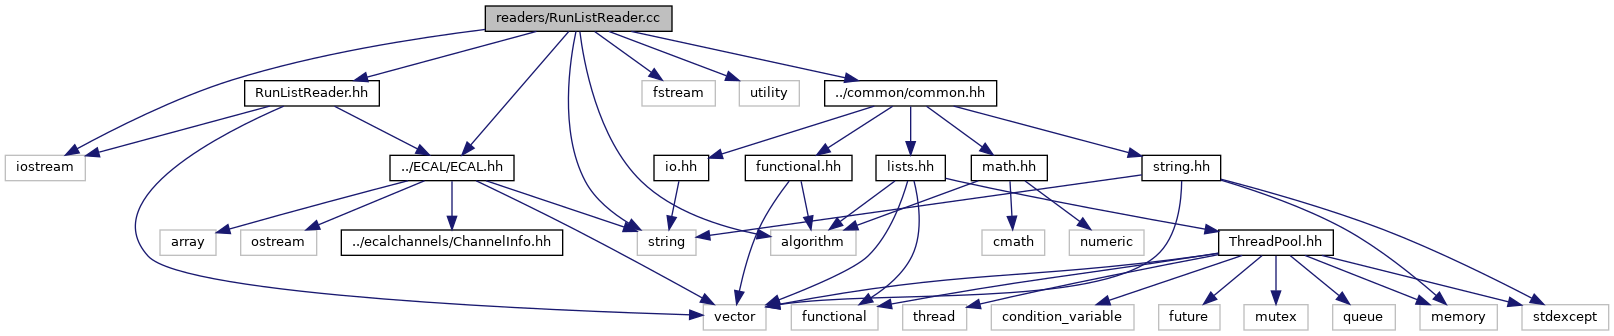 readers/RunListReader.cc
RunListReader.hh
fstream
utility
../common/common.hh
iostream
../ECAL/ECAL.hh
io.hh
functional.hh
lists.hh
math.hh
string.hh
array
ostream
../ecalchannels/ChannelInfo.hh
string
algorithm
cmath
numeric
ThreadPool.hh
vector
functional
thread
condition_variable
future
mutex
queue
memory
stdexcept